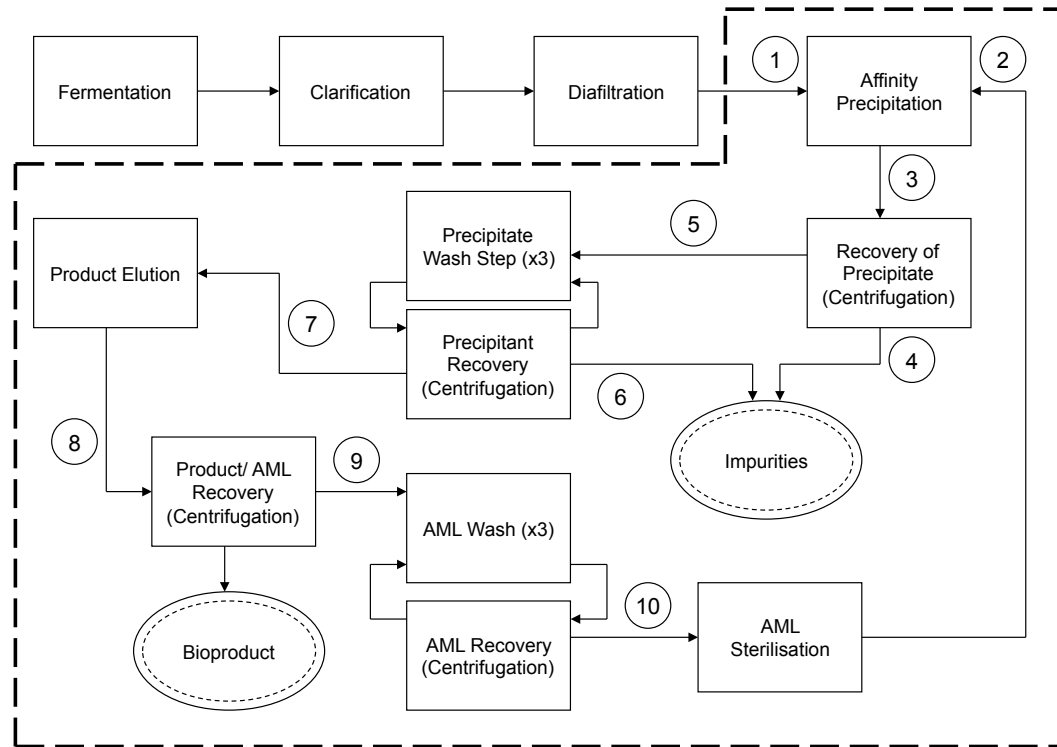 Fermentation
Clarification
Diafiltration
1
Affinity
Precipitation
2
3
Precipitate
Wash Step (x3)
5
Recovery of
Precipitate
(Centrifugation)
Product Elution
7
Precipitant
Recovery
(Centrifugation)
6
4
Impurities
8
Product/ AML
Recovery
(Centrifugation)
9
AML Wash (x3)
Bioproduct
AML Recovery
(Centrifugation)
10
AML
Sterilisation